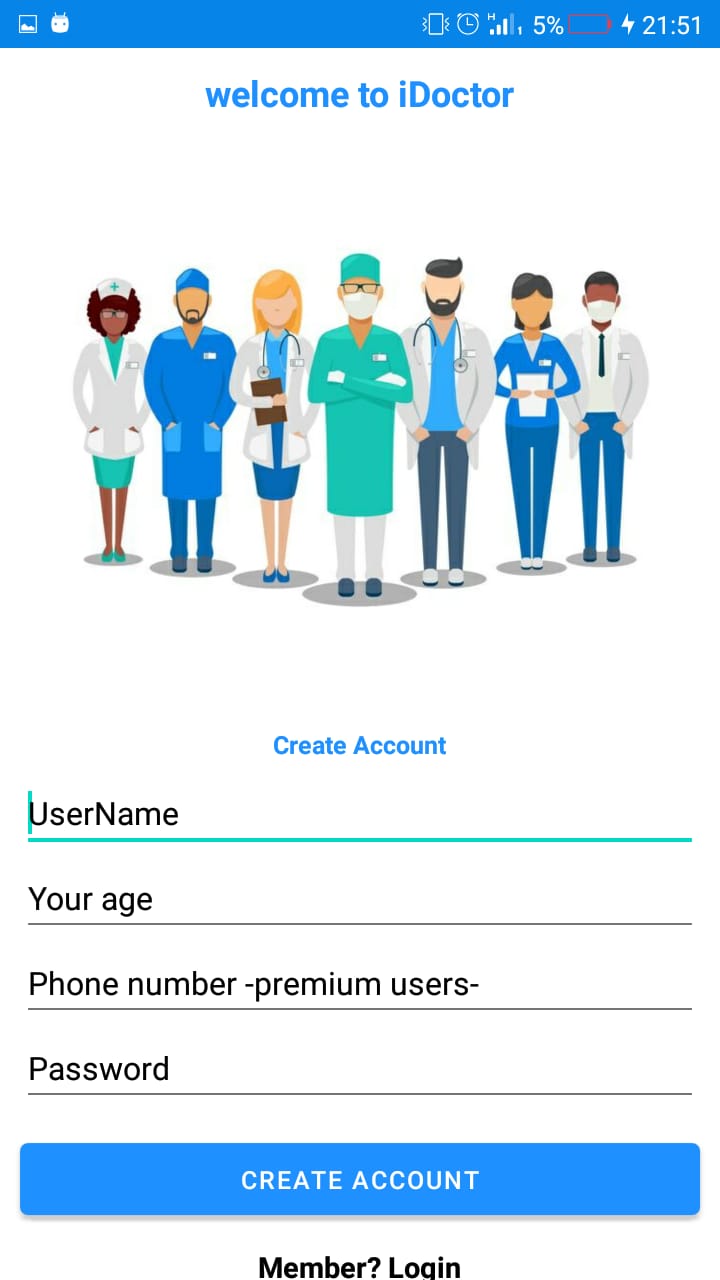 H 1 5% 21:51
welcome to iDoctor
Create Account
UserName
Your age
Phone number -premium users-
Password
CREATE ACCOUNT
Member? Login